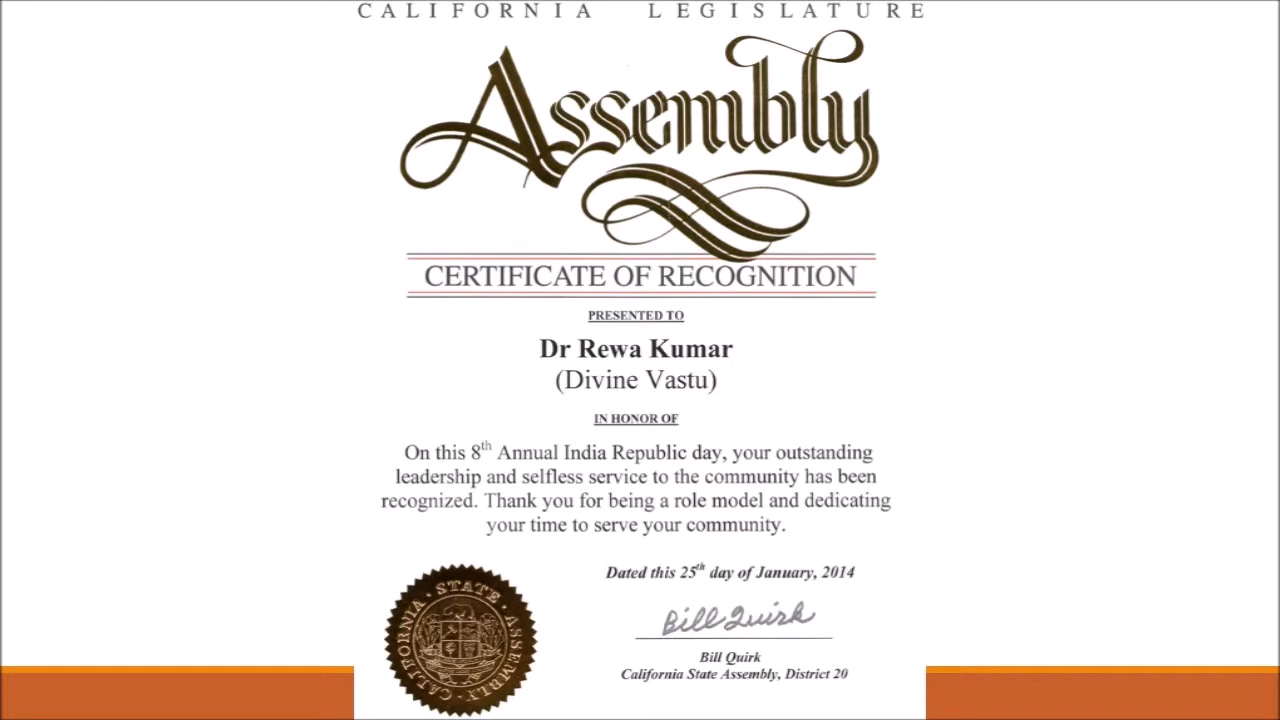 CALIFORNIA LEGISLATURE
Assembly
CERTIFICATE OF RECOGNITION
PRESENTED TO
Dr Rewa Kumar
(Divine Vastu)
IN HONOR OF
On this 8th Annual India Republic day, your outstanding
leadership and selfless service to the community has been
recognized. Thank you for being a role model and dedicating
your time to serve your community.
Dated this 25th day of January, 2014
Bill Quirk
Bill Quirk
California State Assembly, District 20
CALIFORNIA · STATE · ASSEMBLY ·